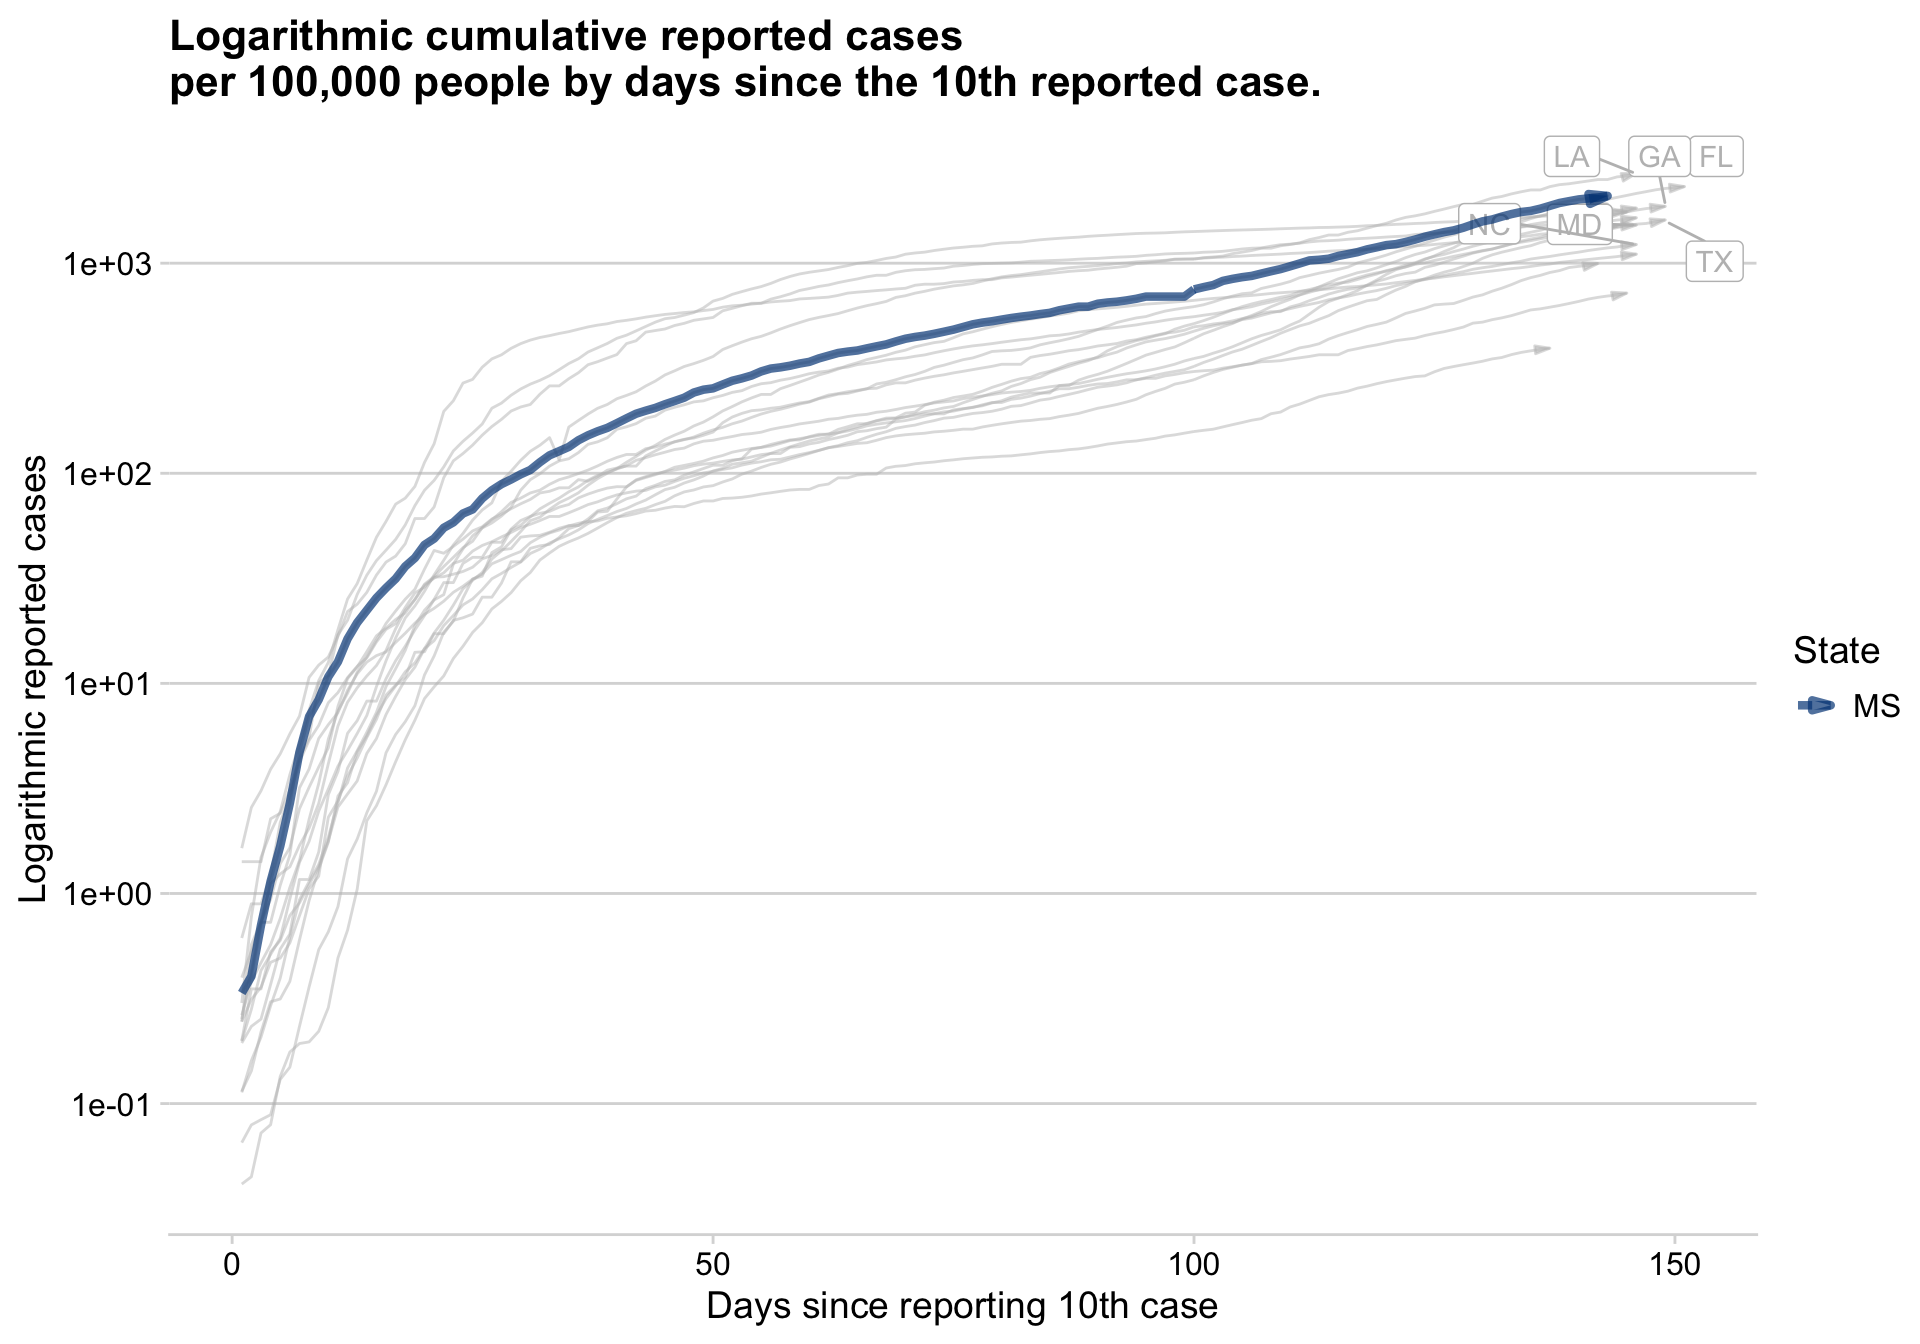 Logarithmic cumulative reported cases
per 100,000 people by days since the 10th reported case.
LA
GA
FL
NC
MD
TX
1e+03
1e+02
1e+01
1e+00
1e-01
Logarithmic reported cases
State
MS
0
50
100
150
Days since reporting 10th case